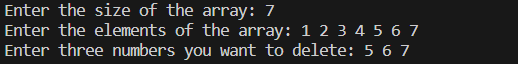 Enter the size of the array: 7
Enter the elements of the array: 1 2 3 4 5 6 7
Enter three numbers you want to delete: 5 6 7